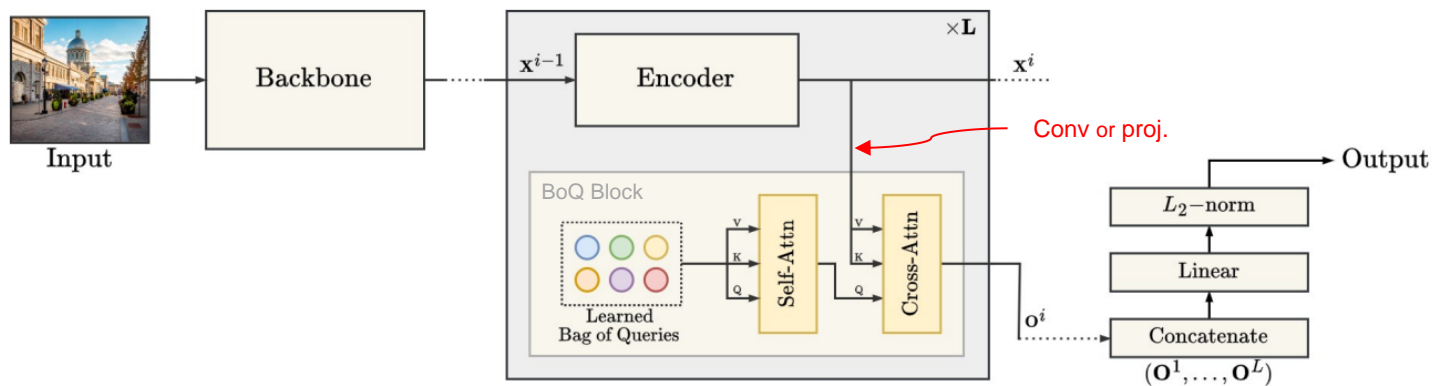 ×L
x^{i−1}
x^i
Backbone
Encoder
Input
Conv or proj.
Output
BoQ Block
L₂−norm
V
V
Self-Attn
Cross-Attn
K
K
Linear
Q
Q
Learned
Bag of Queries
O^i
Concatenate
(O^1, . . . , O^L)